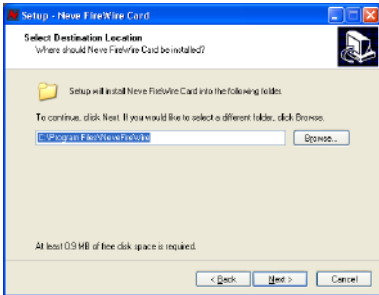 Setup - Neve FireWire Card
Select Destination Location
Where should Neve FireWire Card be installed?
Setup will install Neve FireWire Card into the following folder.
To continue, click Next. If you would like to select a different folder, click Browse.
C:\Program Files\NeveFireWire
Browse...
At least 0.9 MB of free disk space is required.
< Back
Next >
Cancel